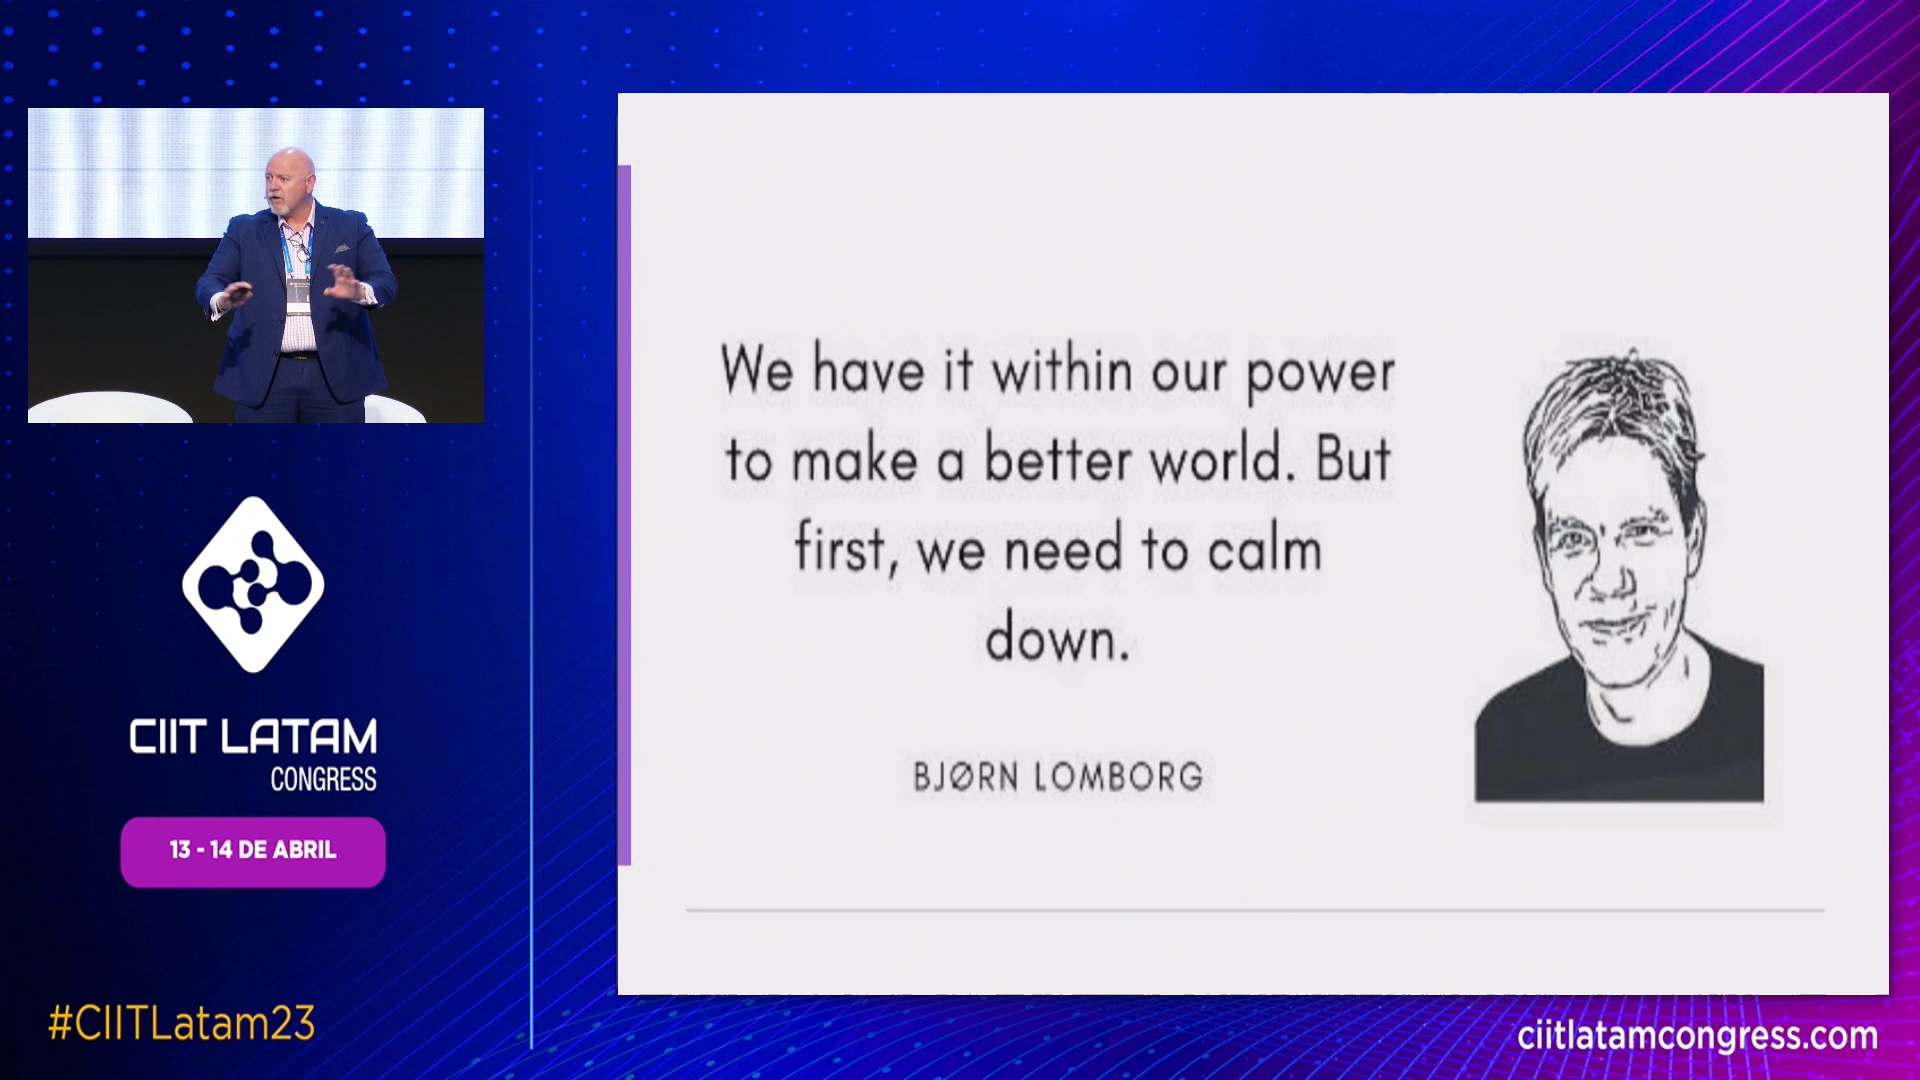 We have it within our power
to make a better world. But
first, we need to calm
down.
BJØRN LOMBORG
CIIT LATAM
CONGRESS
13 - 14 DE ABRIL
#CIITLatam23
ciitlatamcongress.com